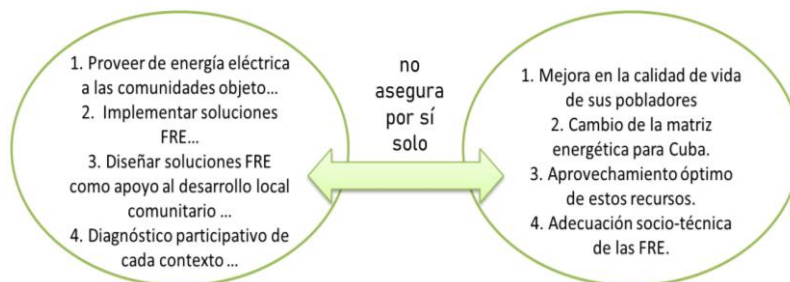 1. Proveer de energía eléctrica
a las comunidades objeto...
2. Implementar soluciones
FRE...
3. Diseñar soluciones FRE
como apoyo al desarrollo local
comunitario ...
4. Diagnóstico participativo de
cada contexto ...
no
asegura
por sí
solo
1. Mejora en la calidad de vida
de sus pobladores
2. Cambio de la matriz
energética para Cuba.
3. Aprovechamiento óptimo
de estos recursos.
4. Adecuación socio-técnica
de las FRE.